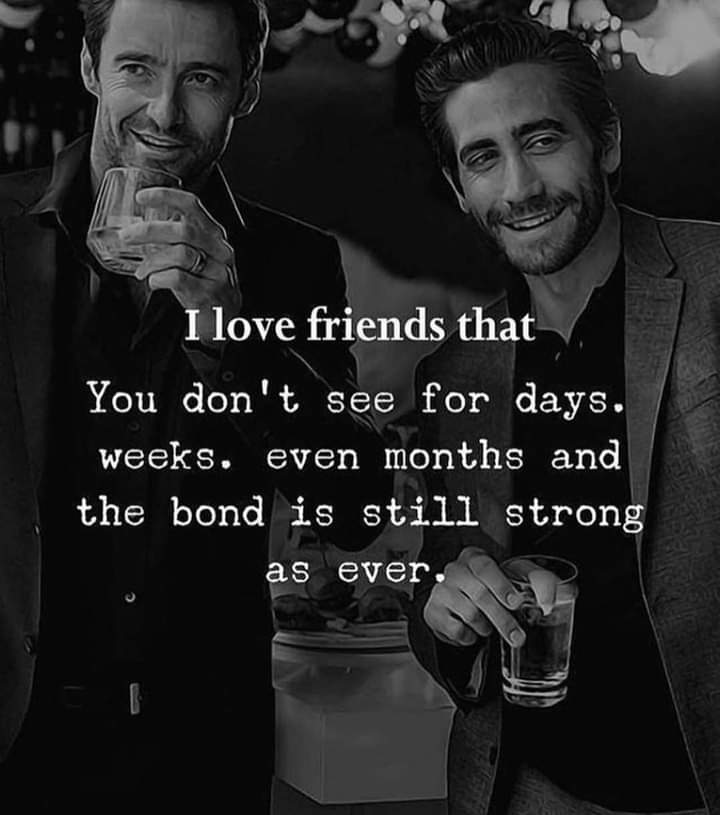 I love friends that
You don't see for days.
weeks. even months and
the bond is still strong
as ever.